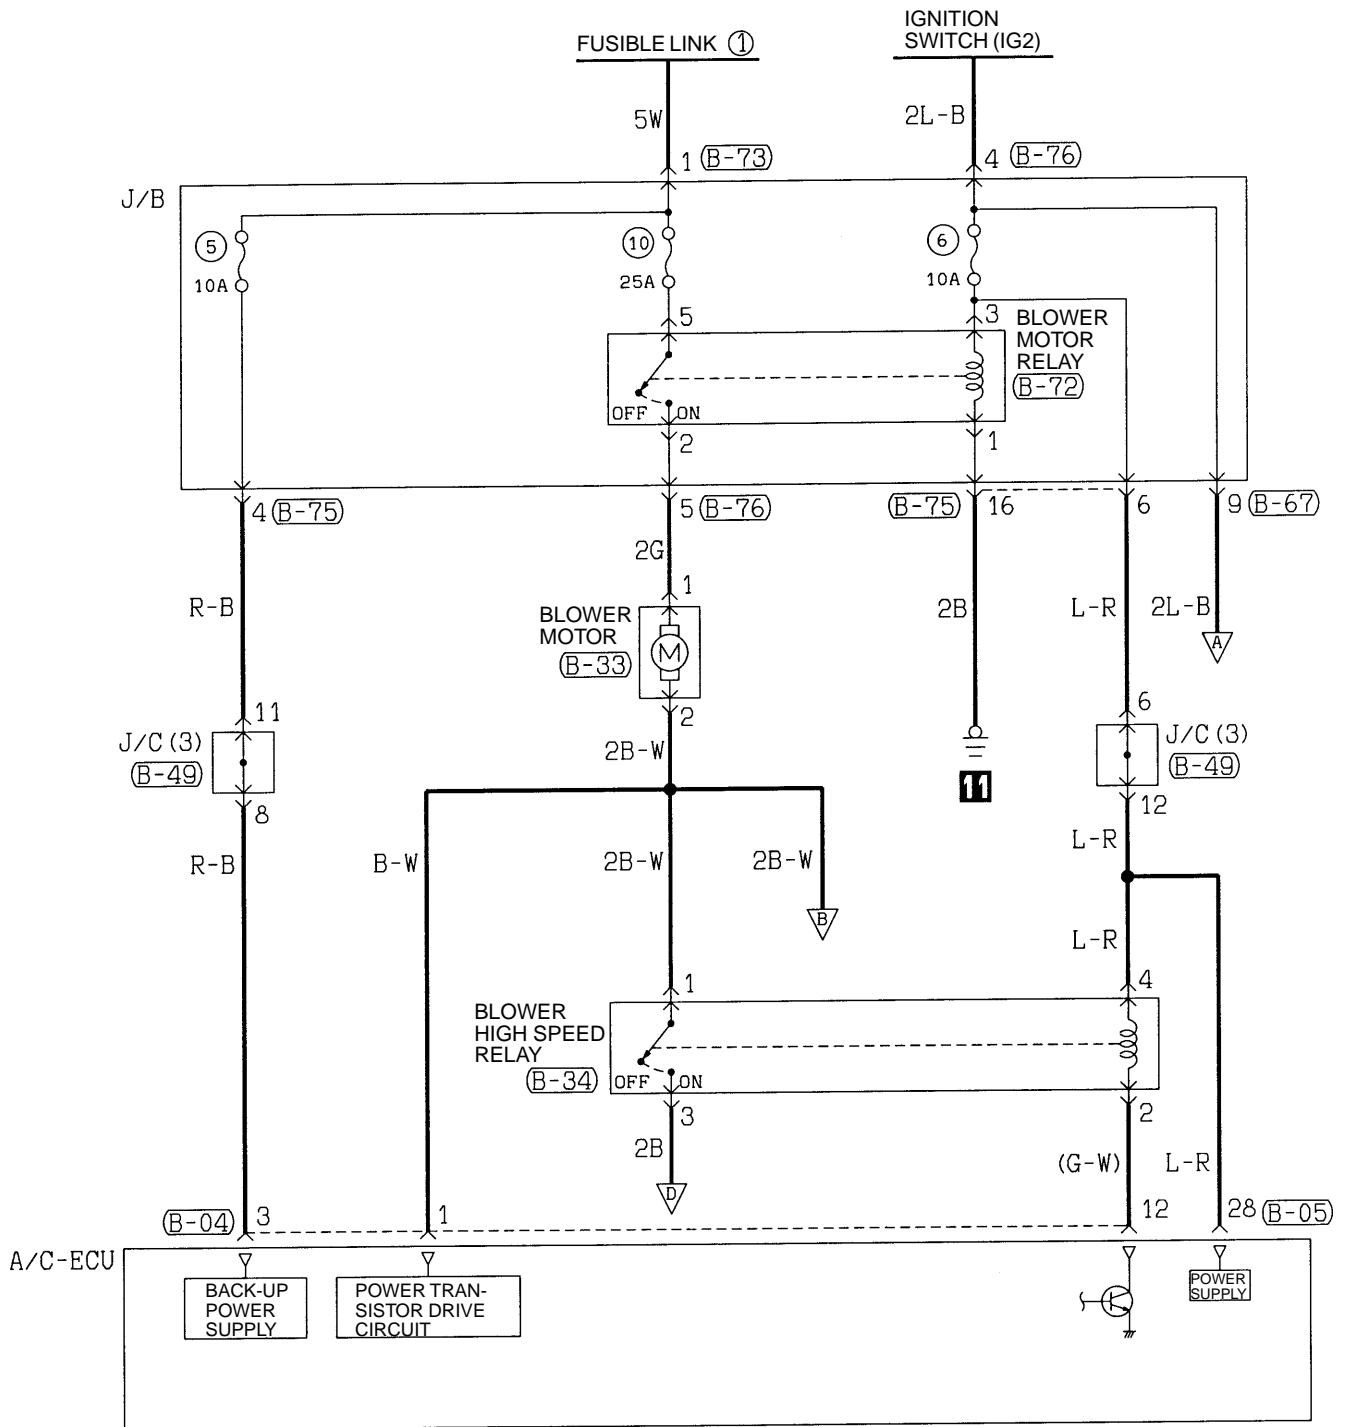 IGNITION
SWITCH (IG2)
FUSIBLE LINK ①
5W
2L-B
1 (B-73)
4 (B-76)
J/B
5
10A
10
25A
6
10A
5
3
BLOWER
MOTOR
RELAY
(B-72)
OFF
ON
2
1
4 (B-75)
5 (B-76)
(B-75) 16
6
9 (B-67)
2G
1
R-B
BLOWER
MOTOR
(B-33)
M
2B
L-R
2L-B
A
11
2
6
J/C (3)
(B-49)
2B-W
11
J/C (3)
(B-49)
8
12
R-B
B-W
2B-W
2B-W
L-R
B
L-R
1
4
BLOWER
HIGH SPEED
RELAY
(B-34)
OFF
ON
3
2
2B
(G-W)
L-R
D
(B-04) 3
1
12
28 (B-05)
A/C-ECU
BACK-UP
POWER
SUPPLY
POWER TRAN-
SISTOR DRIVE
CIRCUIT
POWER
SUPPLY